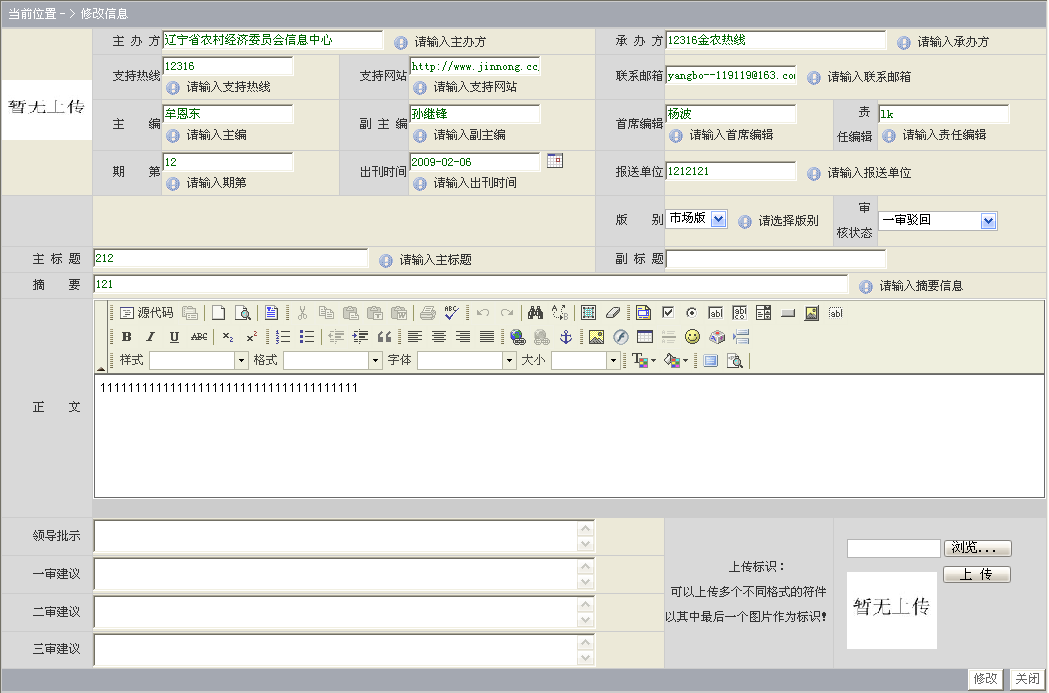 当前位置 - > 修改信息
主 办 方 辽宁省农村经济委员会信息中心 请输入主办方 承 办 方 12316金农热线 请输入承办方
支持热线 12316 请输入支持热线 支持网站 http://www.jinnong.cc 请输入支持网站 联系邮箱 yangbo--119119@163.co 请输入联系邮箱
暂无上传
主 编 牟恩东 请输入主编 副 主 编 孙继锋 请输入副主编 首席编辑 杨波 请输入首席编辑 责任编辑 lk 请输入责任编辑
期 第 12 请输入期第 出刊时间 2009-02-06 请输入出刊时间 报送单位 1212121 请输入报送单位
版 别 市场版 请选择版别 审核状态 一审驳回
主 标 题 212 请输入主标题 副 标 题
摘 要 121 请输入摘要信息
源代码
B I U ABC
样式 格式 字体 大小
正 文
领导批示
一审建议
二审建议
三审建议
上传标识：
可以上传多个不同格式的符件
以其中最后一个图片作为标识!
浏览...
上 传
暂无上传
修改 关闭